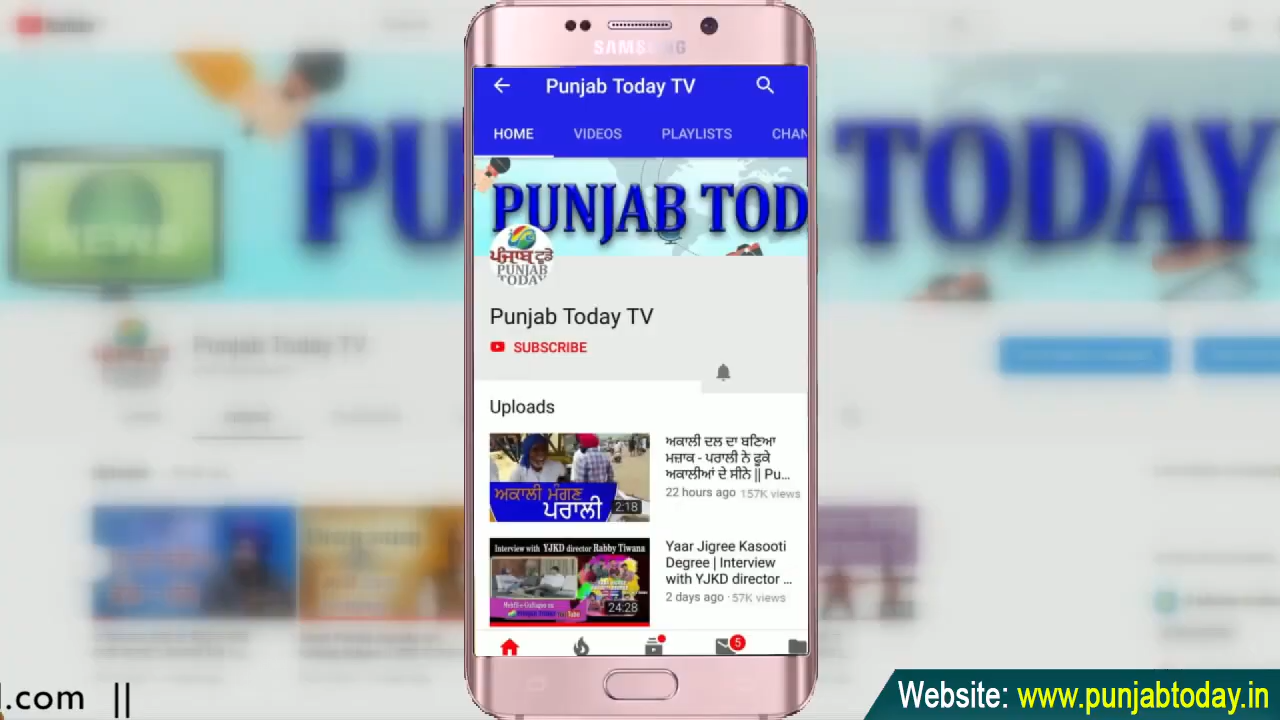 SAMSUNG
Punjab Today TV
HOME VIDEOS PLAYLISTS CHAN
PUNJAB TOD
ਪੰਜਾਬ ਟੂਡੇ
PUNJAB
TODAY
Punjab Today TV
SUBSCRIBE
Uploads
ਅਕਾਲੀ ਮੰਗਣ
ਪਰਾਲੀ
2:18
ਅਕਾਲੀ ਦਲ ਦਾ ਬਣਿਆ
ਮਜ਼ਾਕ - ਪਰਾਲੀ ਨੇ ਫੂਕੇ
ਅਕਾਲੀਆਂ ਦੇ ਸੀਨੇ || Pu...
22 hours ago 157K views
Interview with YJKD director Rabby Tiwana
24:28
Yaar Jigree Kasooti
Degree | Interview
with YJKD director ...
2 days ago · 57K views
5
PU TODAY
NEWS
Punjab Today TV
l.com ||
Website: www.punjabtoday.in